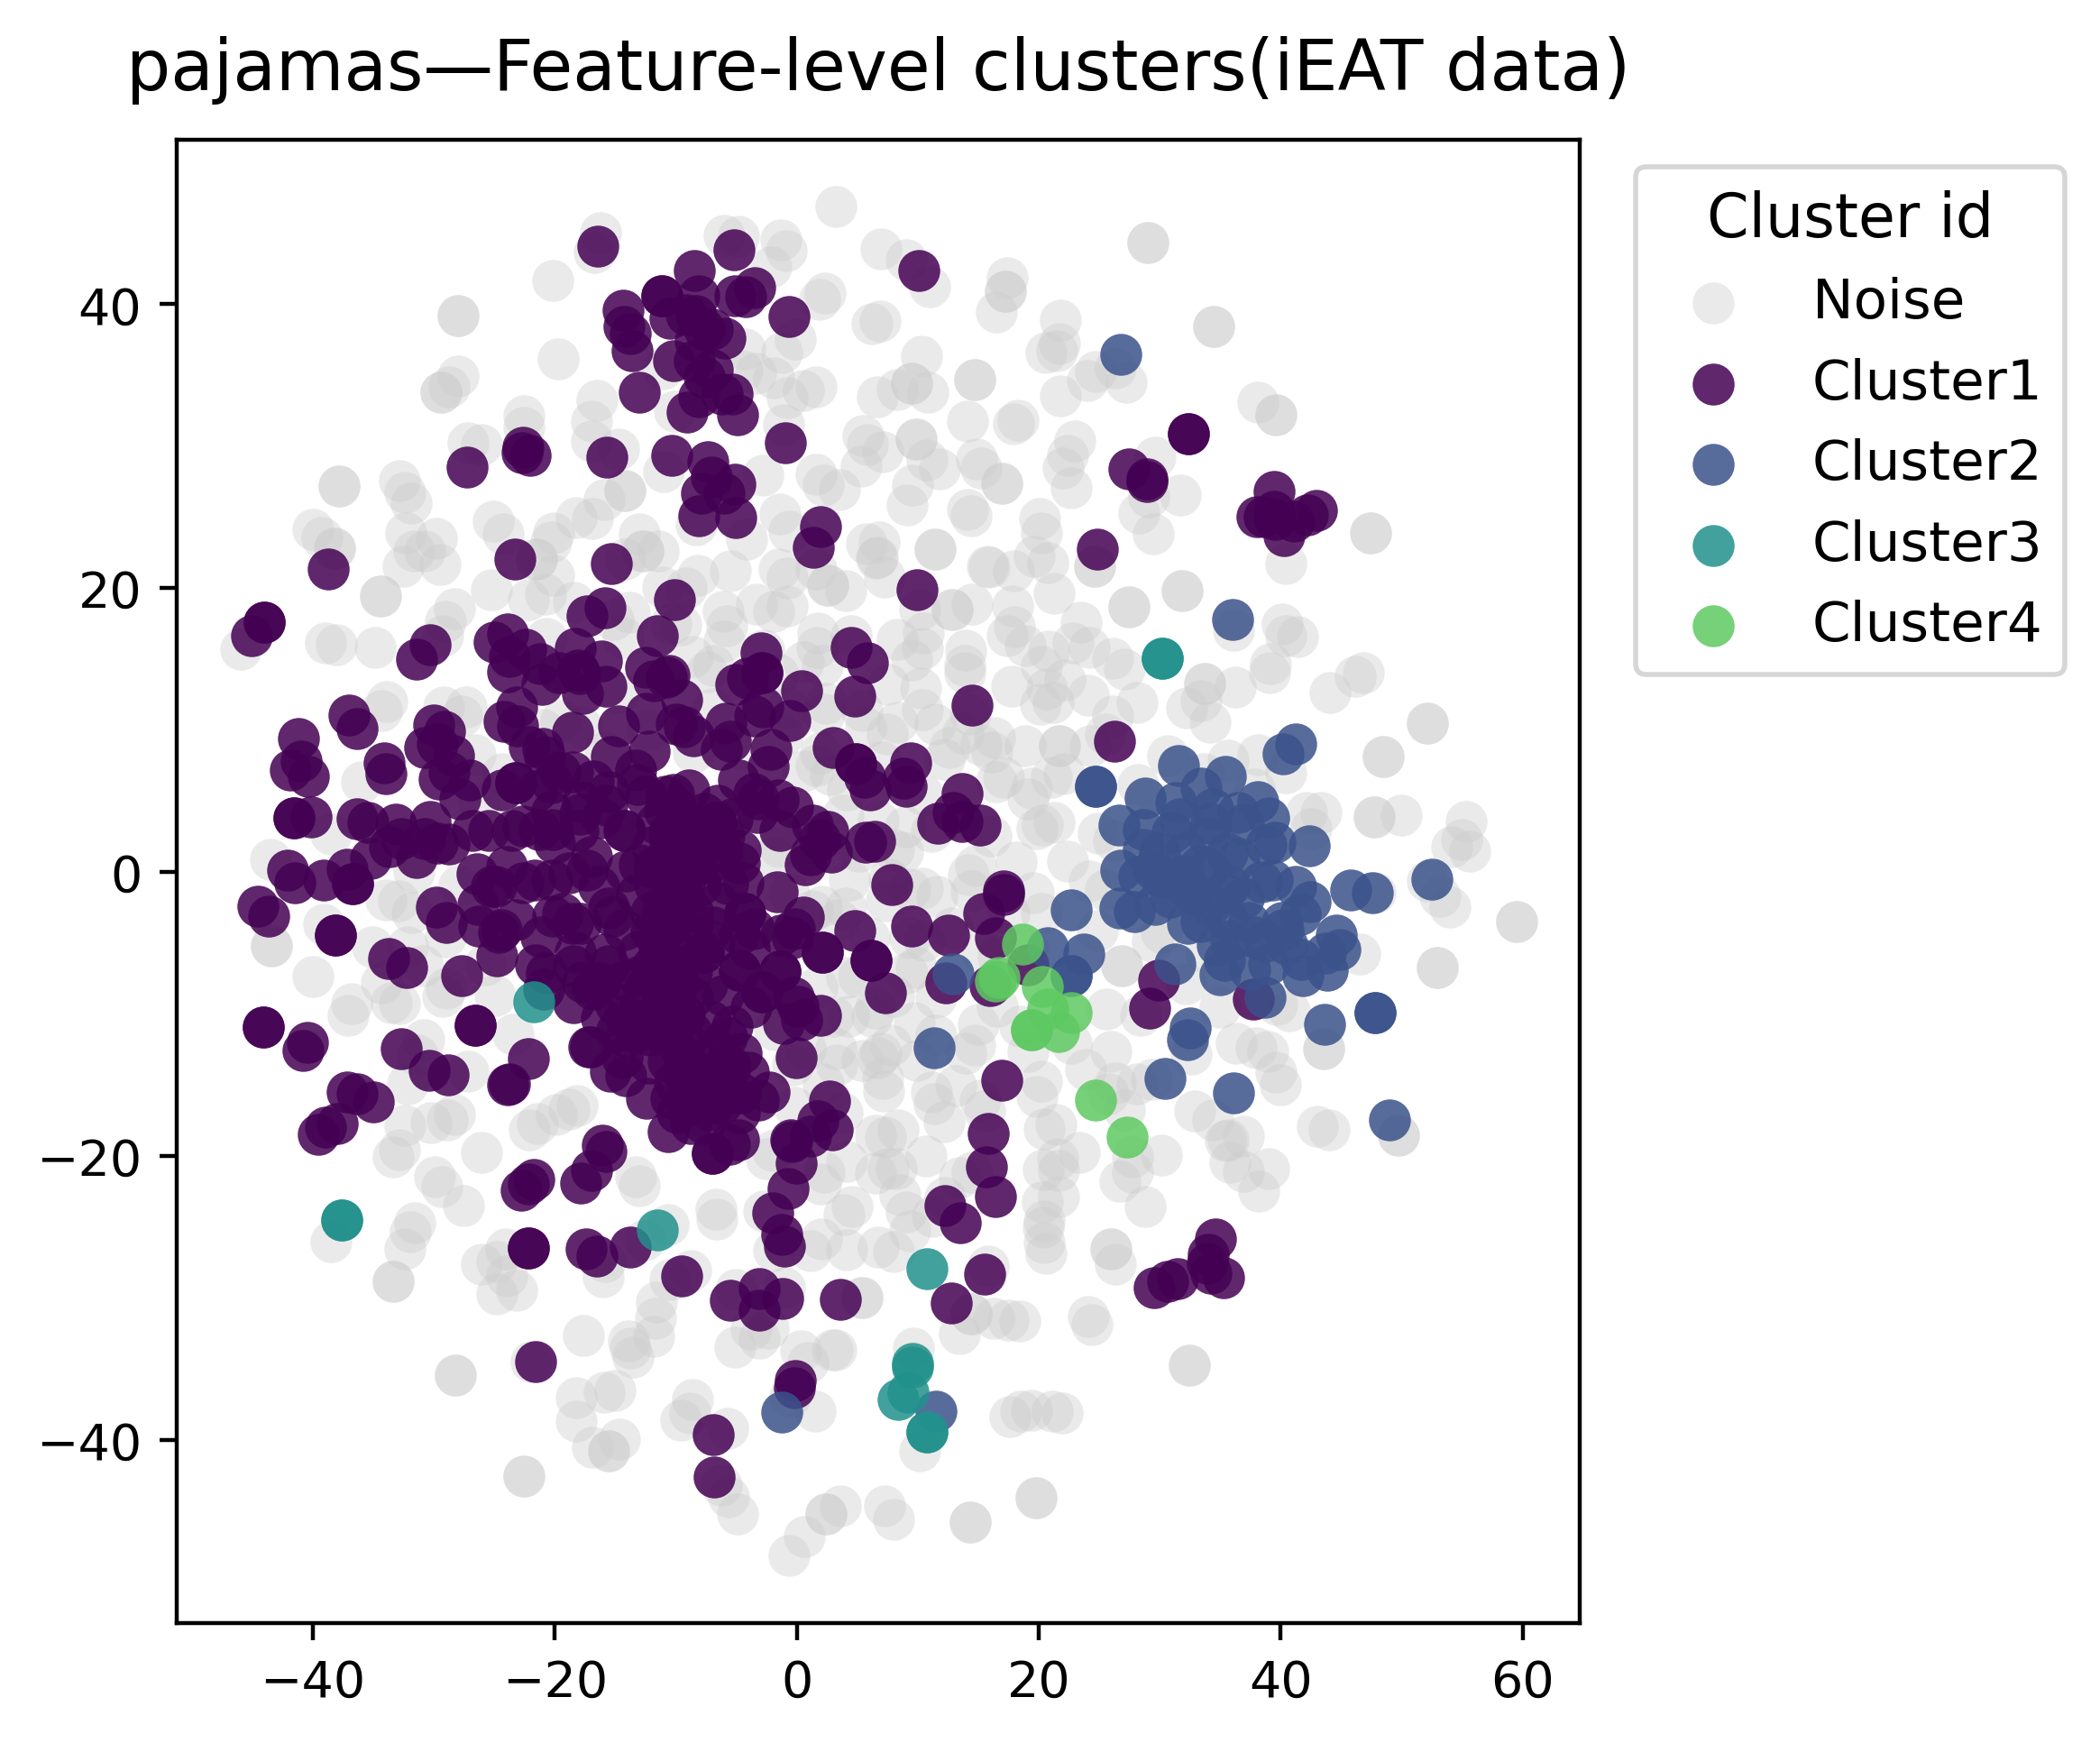 pajamas—Feature-level clusters(iEAT data)
Cluster id
Noise
Cluster1
Cluster2
Cluster3
Cluster4
40
20
0
−20
−40
−40 −20 0 20 40 60